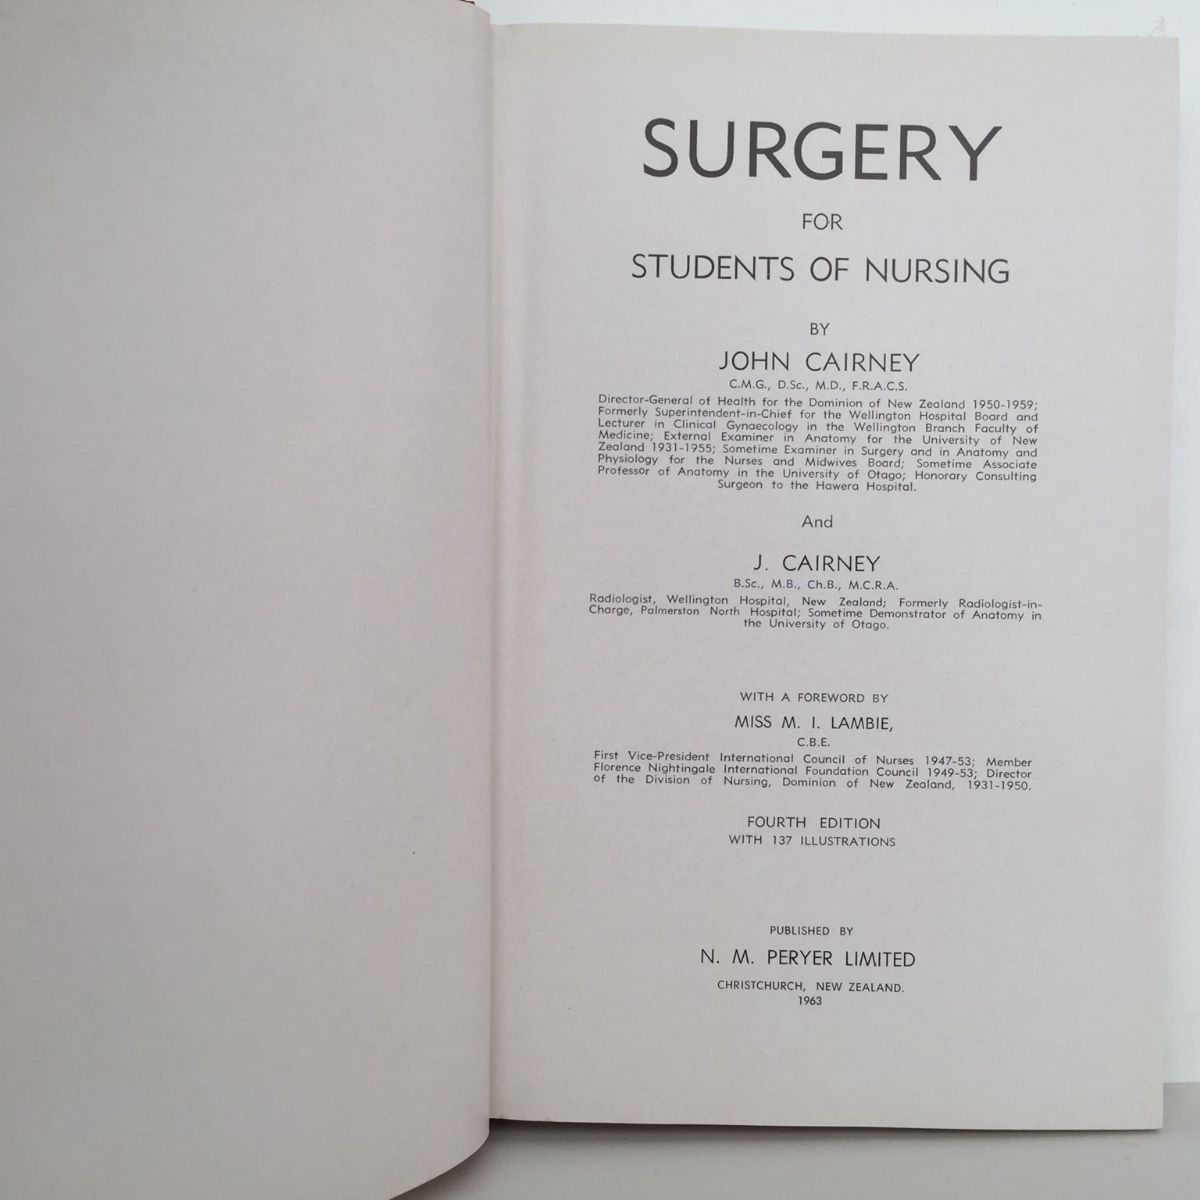 SURGERY
FOR
STUDENTS OF NURSING
BY
JOHN CAIRNEY
C.M.G., D.Sc., M.D., F.R.A.C.S.
Director-General of Health for the Dominion of New Zealand 1950-1959;
Formerly Superintendent-in-Chief for the Wellington Hospital Board and
Lecturer in Clinical Gynaecology in the Wellington Branch Faculty of
Medicine; External Examiner in Anatomy for the University of New
Zealand 1931-1955; Sometime Examiner in Surgery and in Anatomy and
Physiology for the Nurses and Midwives Board; Sometime Associate
Professor of Anatomy in the University of Otago; Honorary Consulting
Surgeon to the Hawera Hospital.
And
J. CAIRNEY
B.Sc., M.B., Ch.B., M.C.R.A.
Radiologist, Wellington Hospital, New Zealand; Formerly Radiologist-in-
Charge, Palmerston North Hospital; Sometime Demonstrator of Anatomy in
the University of Otago.
WITH A FOREWORD BY
MISS M. I. LAMBIE,
C.B.E.
First Vice-President International Council of Nurses 1947-53; Member
Florence Nightingale International Foundation Council 1949-53; Director
of the Division of Nursing, Dominion of New Zealand, 1931-1950.
FOURTH EDITION
WITH 137 ILLUSTRATIONS
PUBLISHED BY
N. M. PERYER LIMITED
CHRISTCHURCH, NEW ZEALAND.
1963